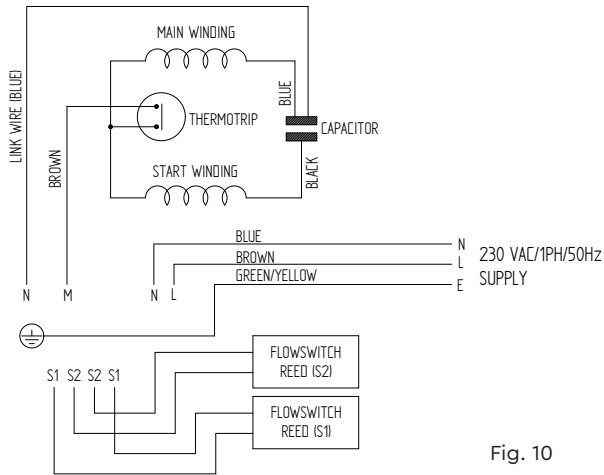 MAIN WINDING
LINK WIRE (BLUE)
BROWN
THERMOTRIP
BLUE
CAPACITOR
START WINDING
BLACK
BLUE
N
BROWN
L
230 VAC/1PH/50Hz
SUPPLY
GREEN/YELLOW
E
N M N L
S1 S2 S2 S1
FLOWSWITCH
REED (S2)
FLOWSWITCH
REED (S1)
Fig. 10